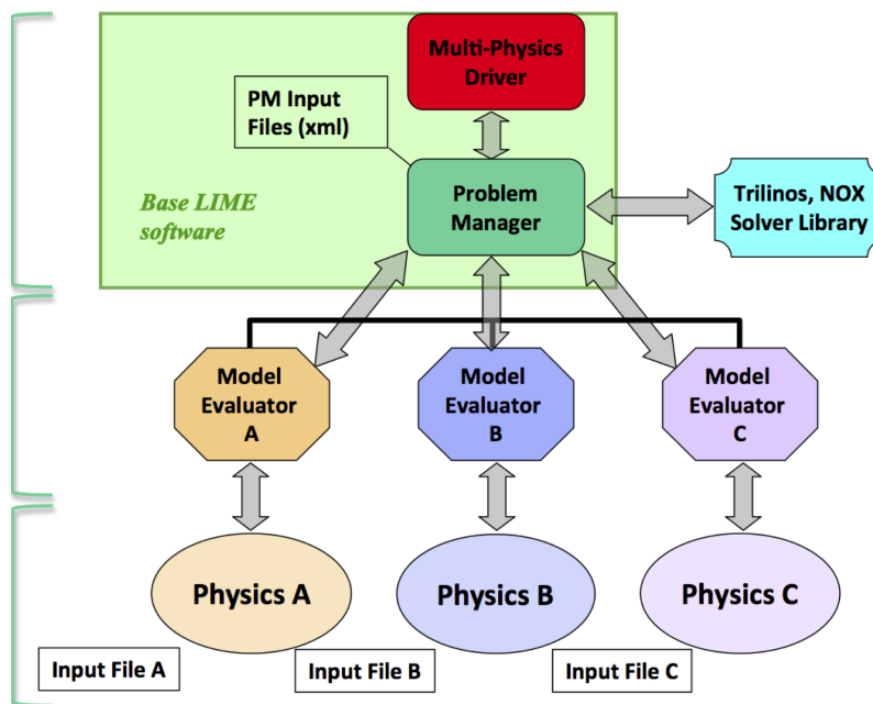 Multi-Physics
Driver
PM Input
Files (xml)
Base LIME
software
Problem
Manager
Trilinos, NOX
Solver Library
Model
Evaluator
A
Model
Evaluator
B
Model
Evaluator
C
Physics A
Physics B
Physics C
Input File A
Input File B
Input File C